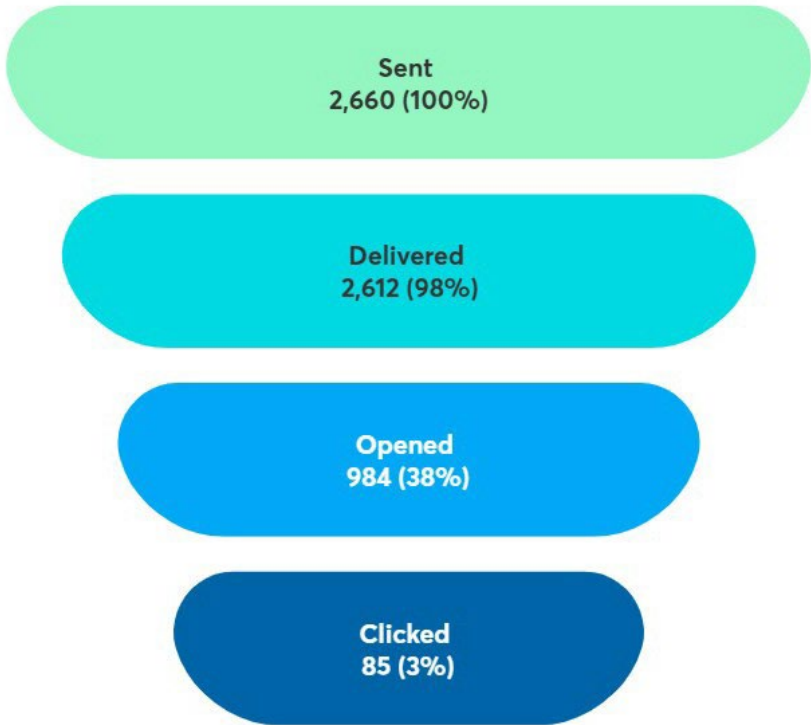 Sent
2,660 (100%)
Delivered
2,612 (98%)
Opened
984 (38%)
Clicked
85 (3%)